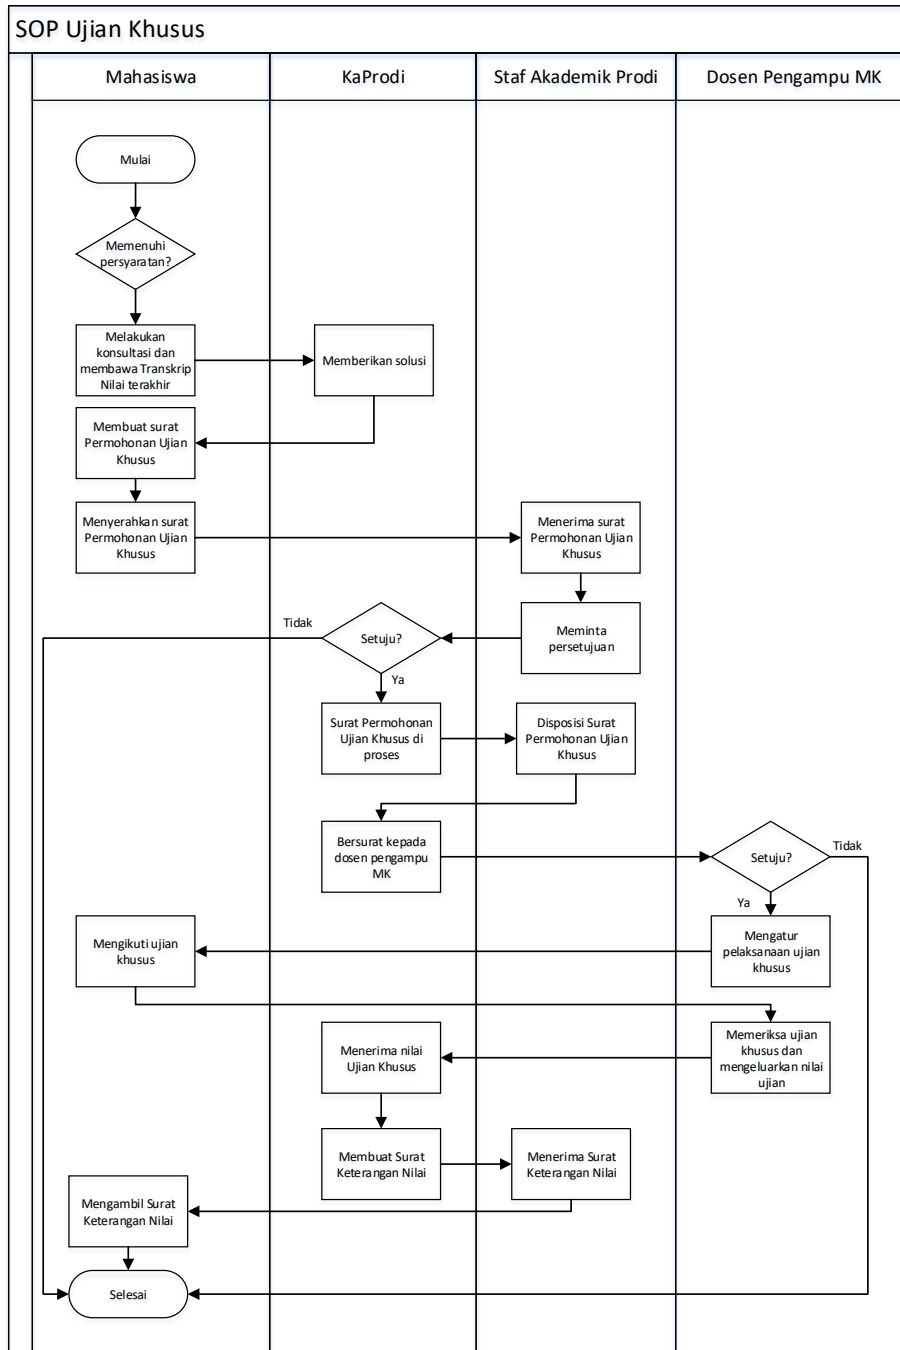 SOP Ujian Khusus
Mahasiswa
KaProdi
Staf Akademik Prodi
Dosen Pengampu MK
Mulai
Memenuhi
persyaratan?
Melakukan
konsultasi dan
membawa Transkrip
Nilai terakhir
Memberikan solusi
Membuat surat
Permohonan Ujian
Khusus
Menyerahkan surat
Permohonan Ujian
Khusus
Menerima surat
Permohonan Ujian
Khusus
Meminta
persetujuan
Setuju?
Tidak
Ya
Surat Permohonan
Ujian Khusus di
proses
Disposisi Surat
Permohonan Ujian
Khusus
Bersurat kepada
dosen pengampu
MK
Setuju?
Tidak
Ya
Mengatur
pelaksanaan ujian
khusus
Mengikuti ujian
khusus
Memeriksa ujian
khusus dan
mengeluarkan nilai
ujian
Menerima nilai
Ujian Khusus
Membuat Surat
Keterangan Nilai
Menerima Surat
Keterangan Nilai
Mengambil Surat
Keterangan Nilai
Selesai